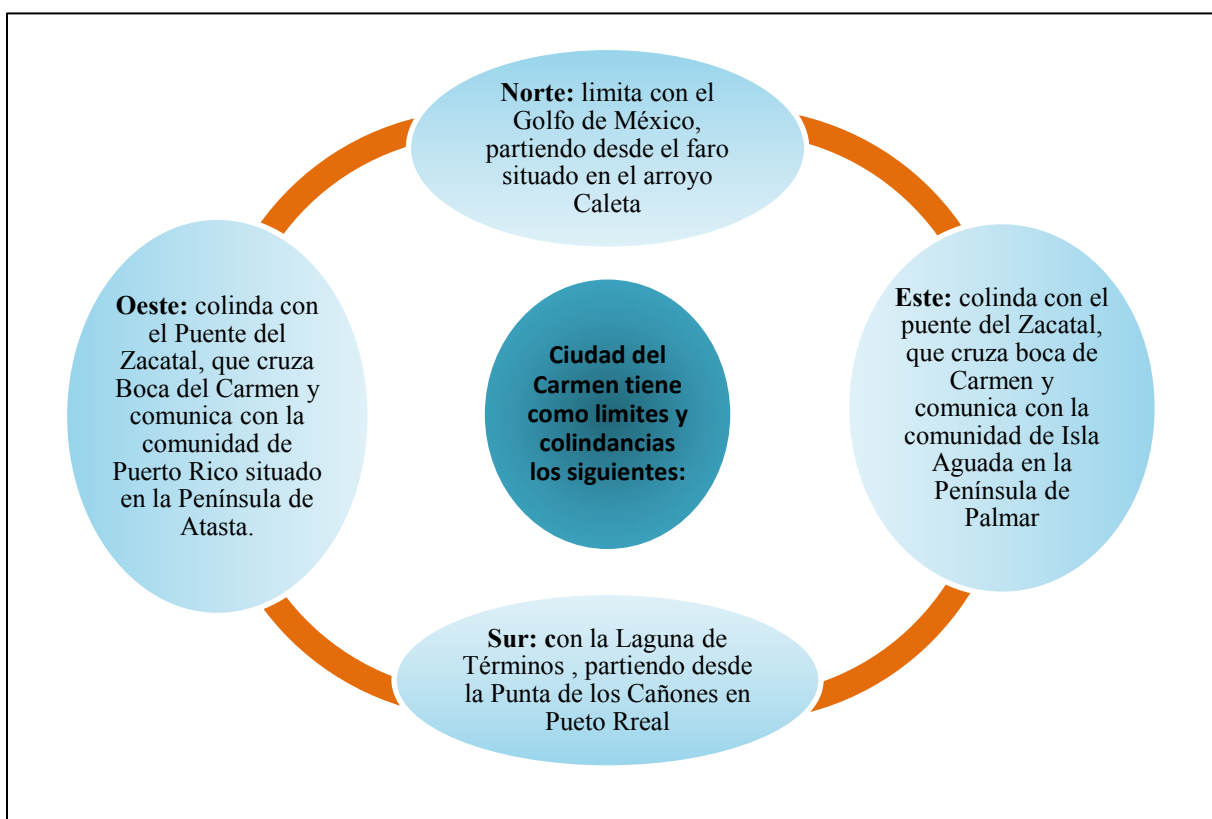 Norte: limita con el
Golfo de México,
partiendo desde el faro
situado en el arroyo
Caleta
Oeste: colinda con
el Puente del
Zacatal, que cruza
Boca del Carmen y
comunica con la
comunidad de
Puerto Rico situado
en la Península de
Atasta.
Ciudad del
Carmen tiene
como limites y
colindancias
los siguientes:
Este: colinda con el
puente del Zacatal,
que cruza boca de
Carmen y
comunica con la
comunidad de Isla
Aguada en la
Península de
Palmar
Sur: con la Laguna de
Términos , partiendo desde
la Punta de los Cañones en
Pueto Rreal